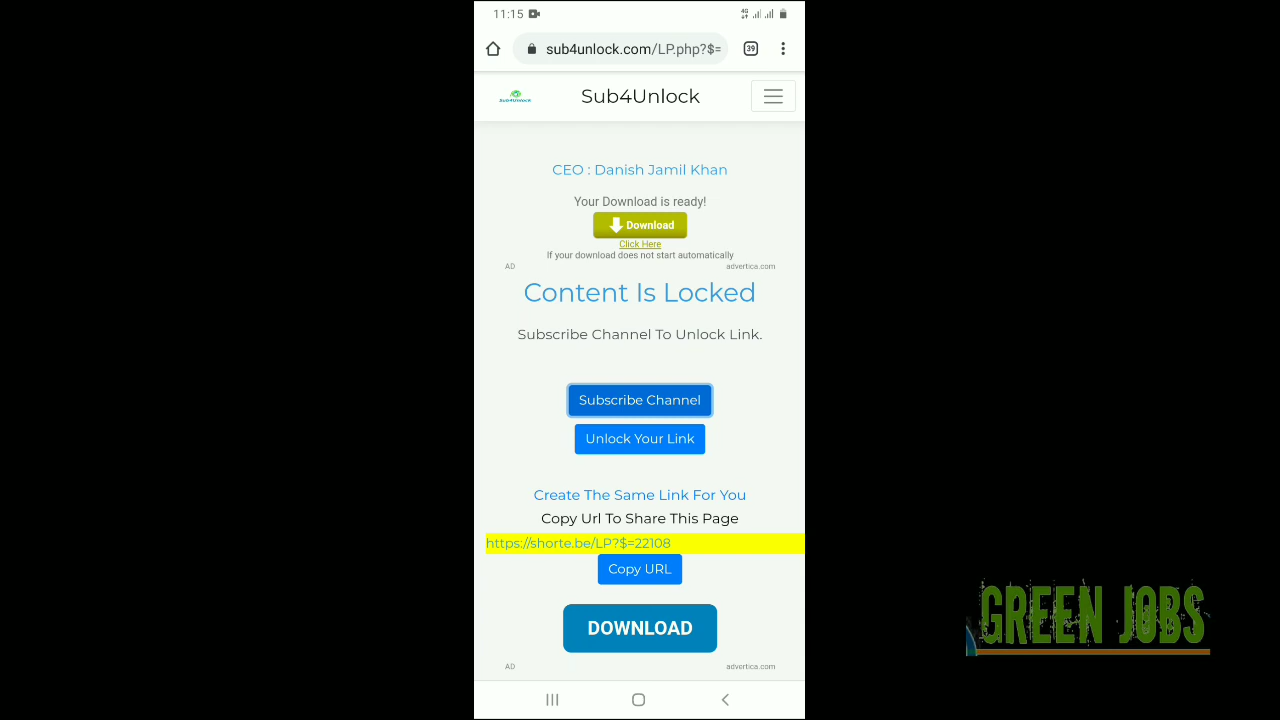 11:15
4G
sub4unlock.com/LP.php?$=
39
Sub4Unlock
Sub4Unlock
CEO : Danish Jamil Khan
Your Download is ready!
Download
Click Here
If your download does not start automatically
AD
advertica.com
Content Is Locked
Subscribe Channel To Unlock Link.
Subscribe Channel
Unlock Your Link
Create The Same Link For You
Copy Url To Share This Page
https://shorte.be/LP?$=22108
Copy URL
DOWNLOAD
AD
advertica.com
GREEN JOBS